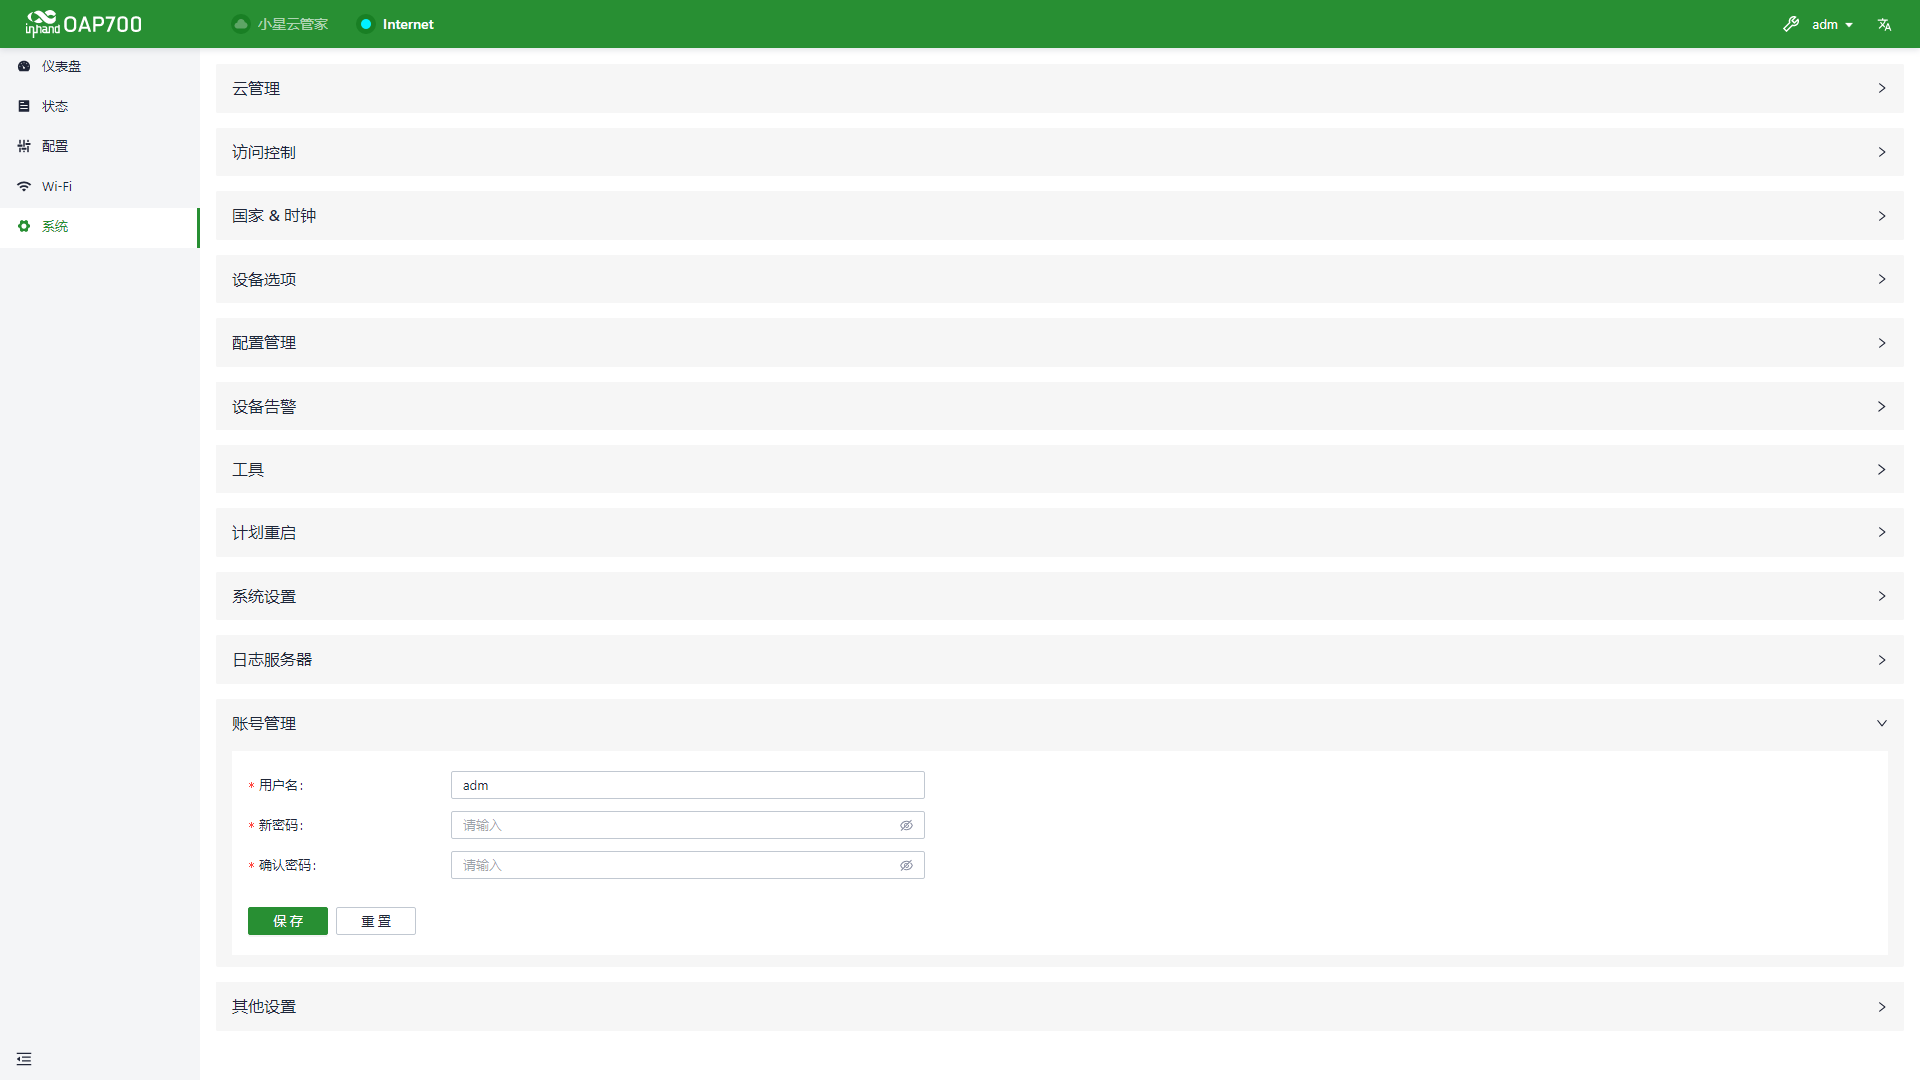 inhand OAP700
小星云管家
Internet
adm
仪表盘
状态
配置
Wi-Fi
系统
云管理
访问控制
国家 & 时钟
设备选项
配置管理
设备告警
工具
计划重启
系统设置
日志服务器
账号管理
* 用户名: adm
* 新密码: 请输入
* 确认密码: 请输入
保 存 重 置
其他设置